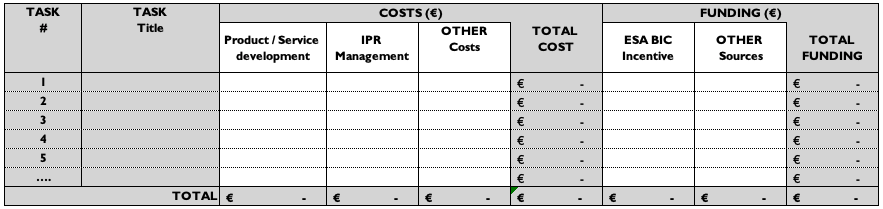 TASK # TASK Title COSTS (€) FUNDING (€)
Product / Service development IPR Management OTHER Costs TOTAL COST ESA BIC Incentive OTHER Sources TOTAL FUNDING
1 € - € -
2 € - € -
3 € - € -
4 € - € -
5 € - € -
.... € - € -
TOTAL € - € - € - € - € - € - € -